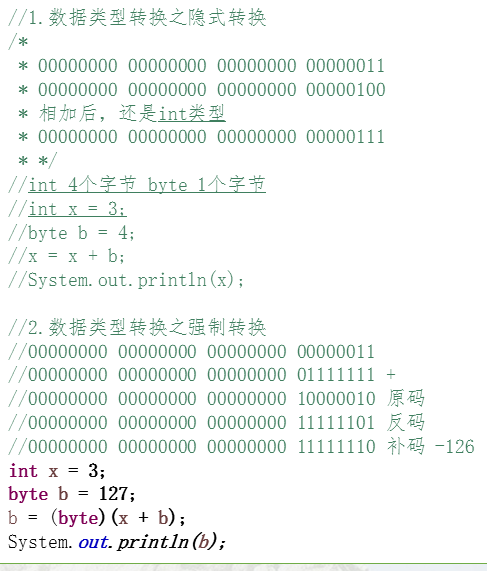 //1.数据类型转换之隐式转换
/*
 * 00000000 00000000 00000000 00000011
 * 00000000 00000000 00000000 00000100
 * 相加后，还是int类型
 * 00000000 00000000 00000000 00000111
 * */
//int 4个字节 byte 1个字节
//int x = 3;
//byte b = 4;
//x = x + b;
//System.out.println(x);
//2.数据类型转换之强制转换
//00000000 00000000 00000000 00000011
//00000000 00000000 00000000 01111111 +
//00000000 00000000 00000000 10000010 原码
//00000000 00000000 00000000 11111101 反码
//00000000 00000000 00000000 11111110 补码 -126
int x = 3;
byte b = 127;
b = (byte)(x + b);
System.out.println(b);